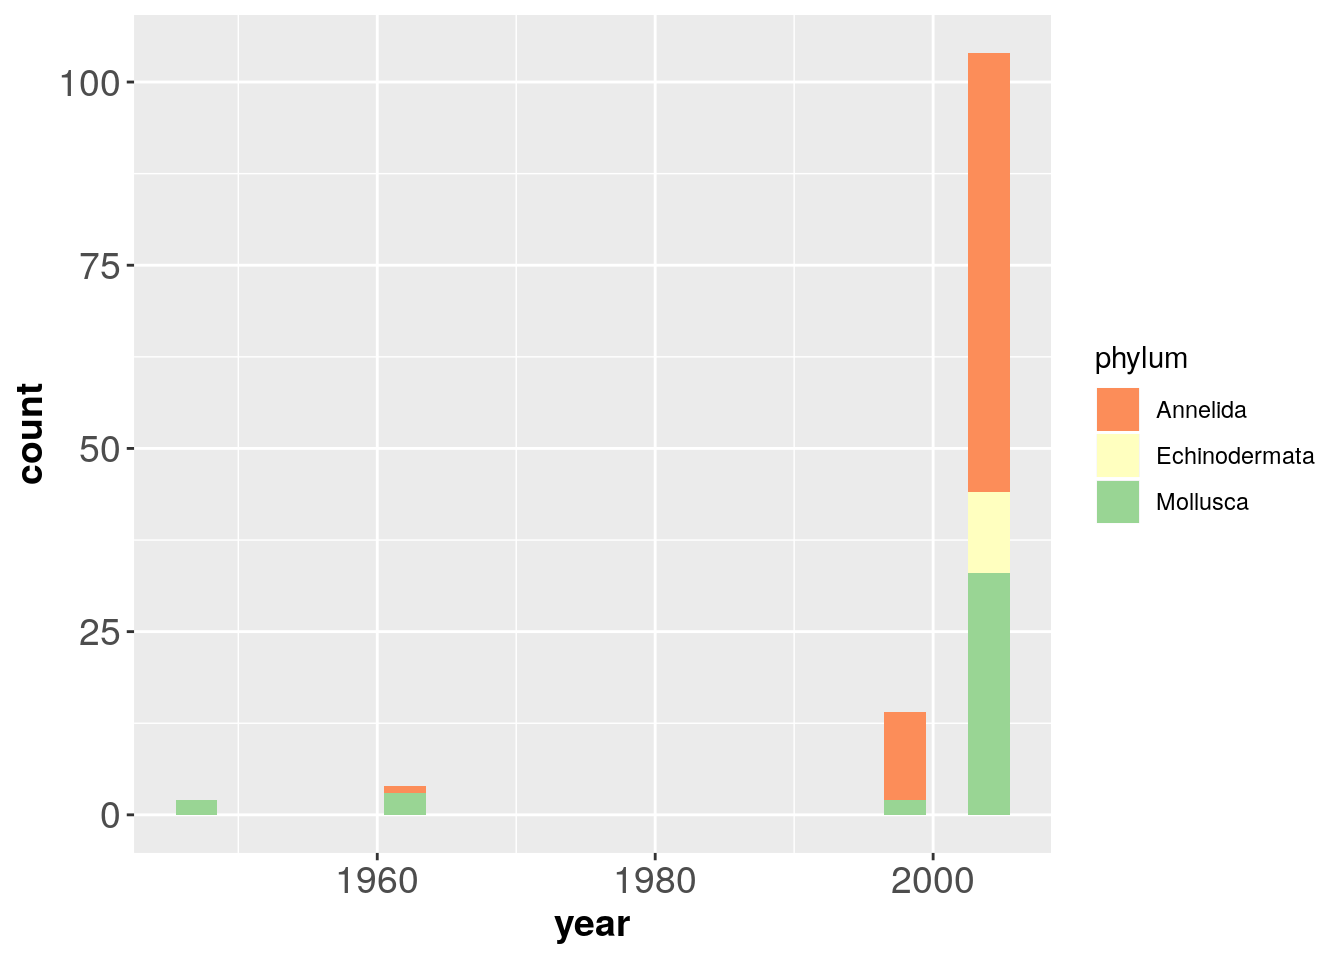 100
75
50
25
0
count
1960
1980
2000
year
phylum
Annelida
Echinodermata
Mollusca